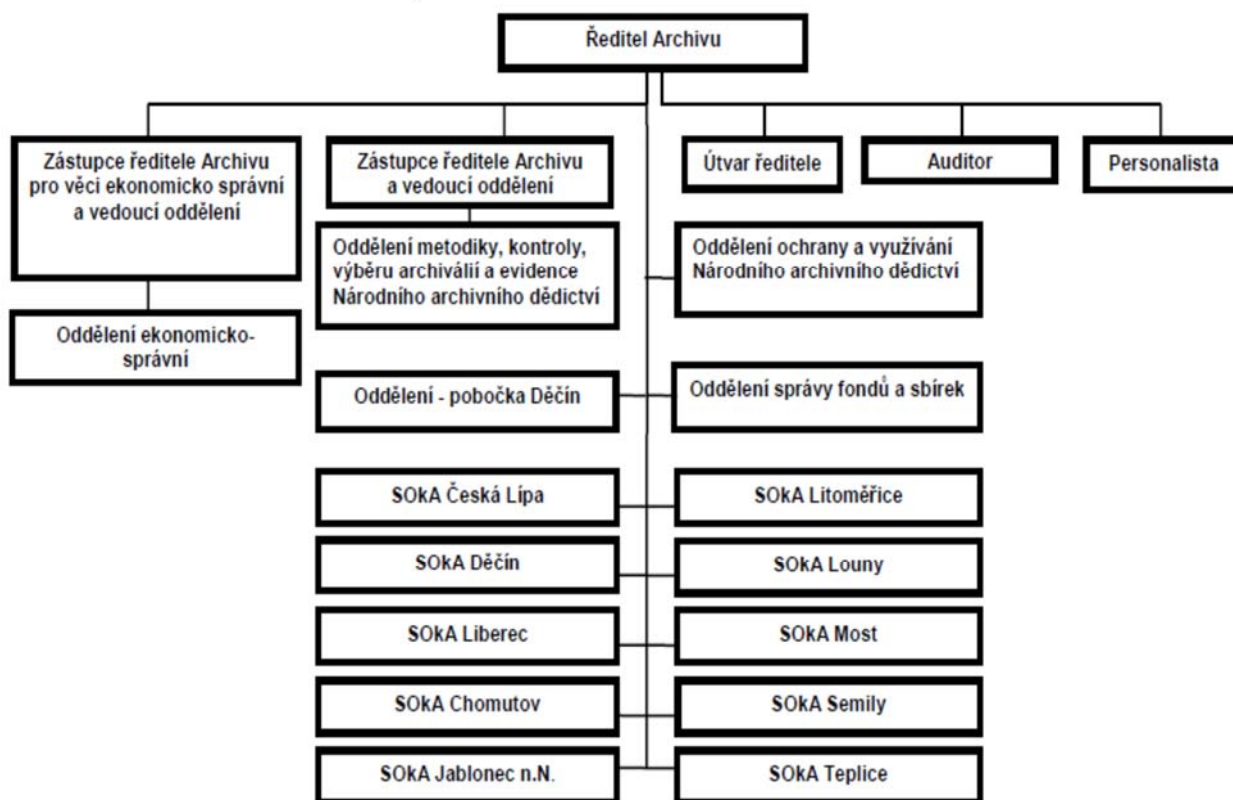 Ředitel Archivu
Zástupce ředitele Archivu
pro věci ekonomicko správní
a vedoucí oddělení
Zástupce ředitele Archivu
a vedoucí oddělení
Útvar ředitele
Auditor
Personalista
Oddělení metodiky, kontroly,
výběru archiválií a evidence
Národního archivního dědictví
Oddělení ochrany a využívání
Národního archivního dědictví
Oddělení ekonomicko-
správní
Oddělení - pobočka Děčín
Oddělení správy fondů a sbírek
SOkA Česká Lípa
SOkA Litoměřice
SOkA Děčín
SOkA Louny
SOkA Liberec
SOkA Most
SOkA Chomutov
SOkA Semily
SOkA Jablonec n.N.
SOkA Teplice